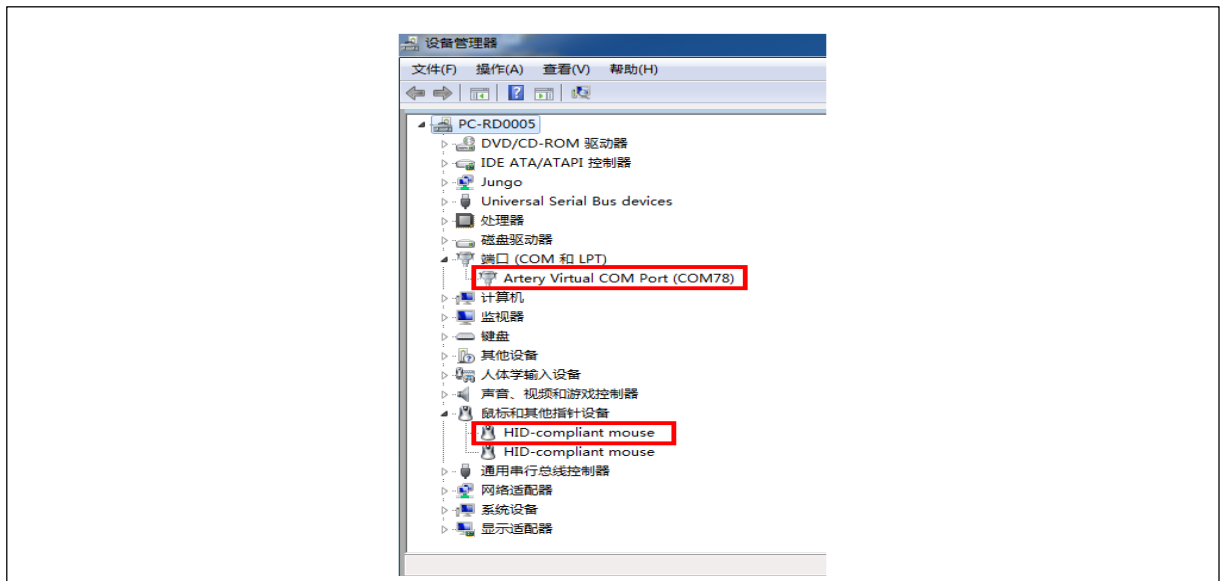 设备管理器
文件(F) 操作(A) 查看(V) 帮助(H)
PC-RD0005
DVD/CD-ROM 驱动器
IDE ATA/ATAPI 控制器
Jungo
Universal Serial Bus devices
处理器
磁盘驱动器
端口 (COM 和 LPT)
Artery Virtual COM Port (COM78)
计算机
监视器
键盘
其他设备
人体学输入设备
声音、视频和游戏控制器
鼠标和其他指针设备
HID-compliant mouse
HID-compliant mouse
通用串行总线控制器
网络适配器
系统设备
显示适配器